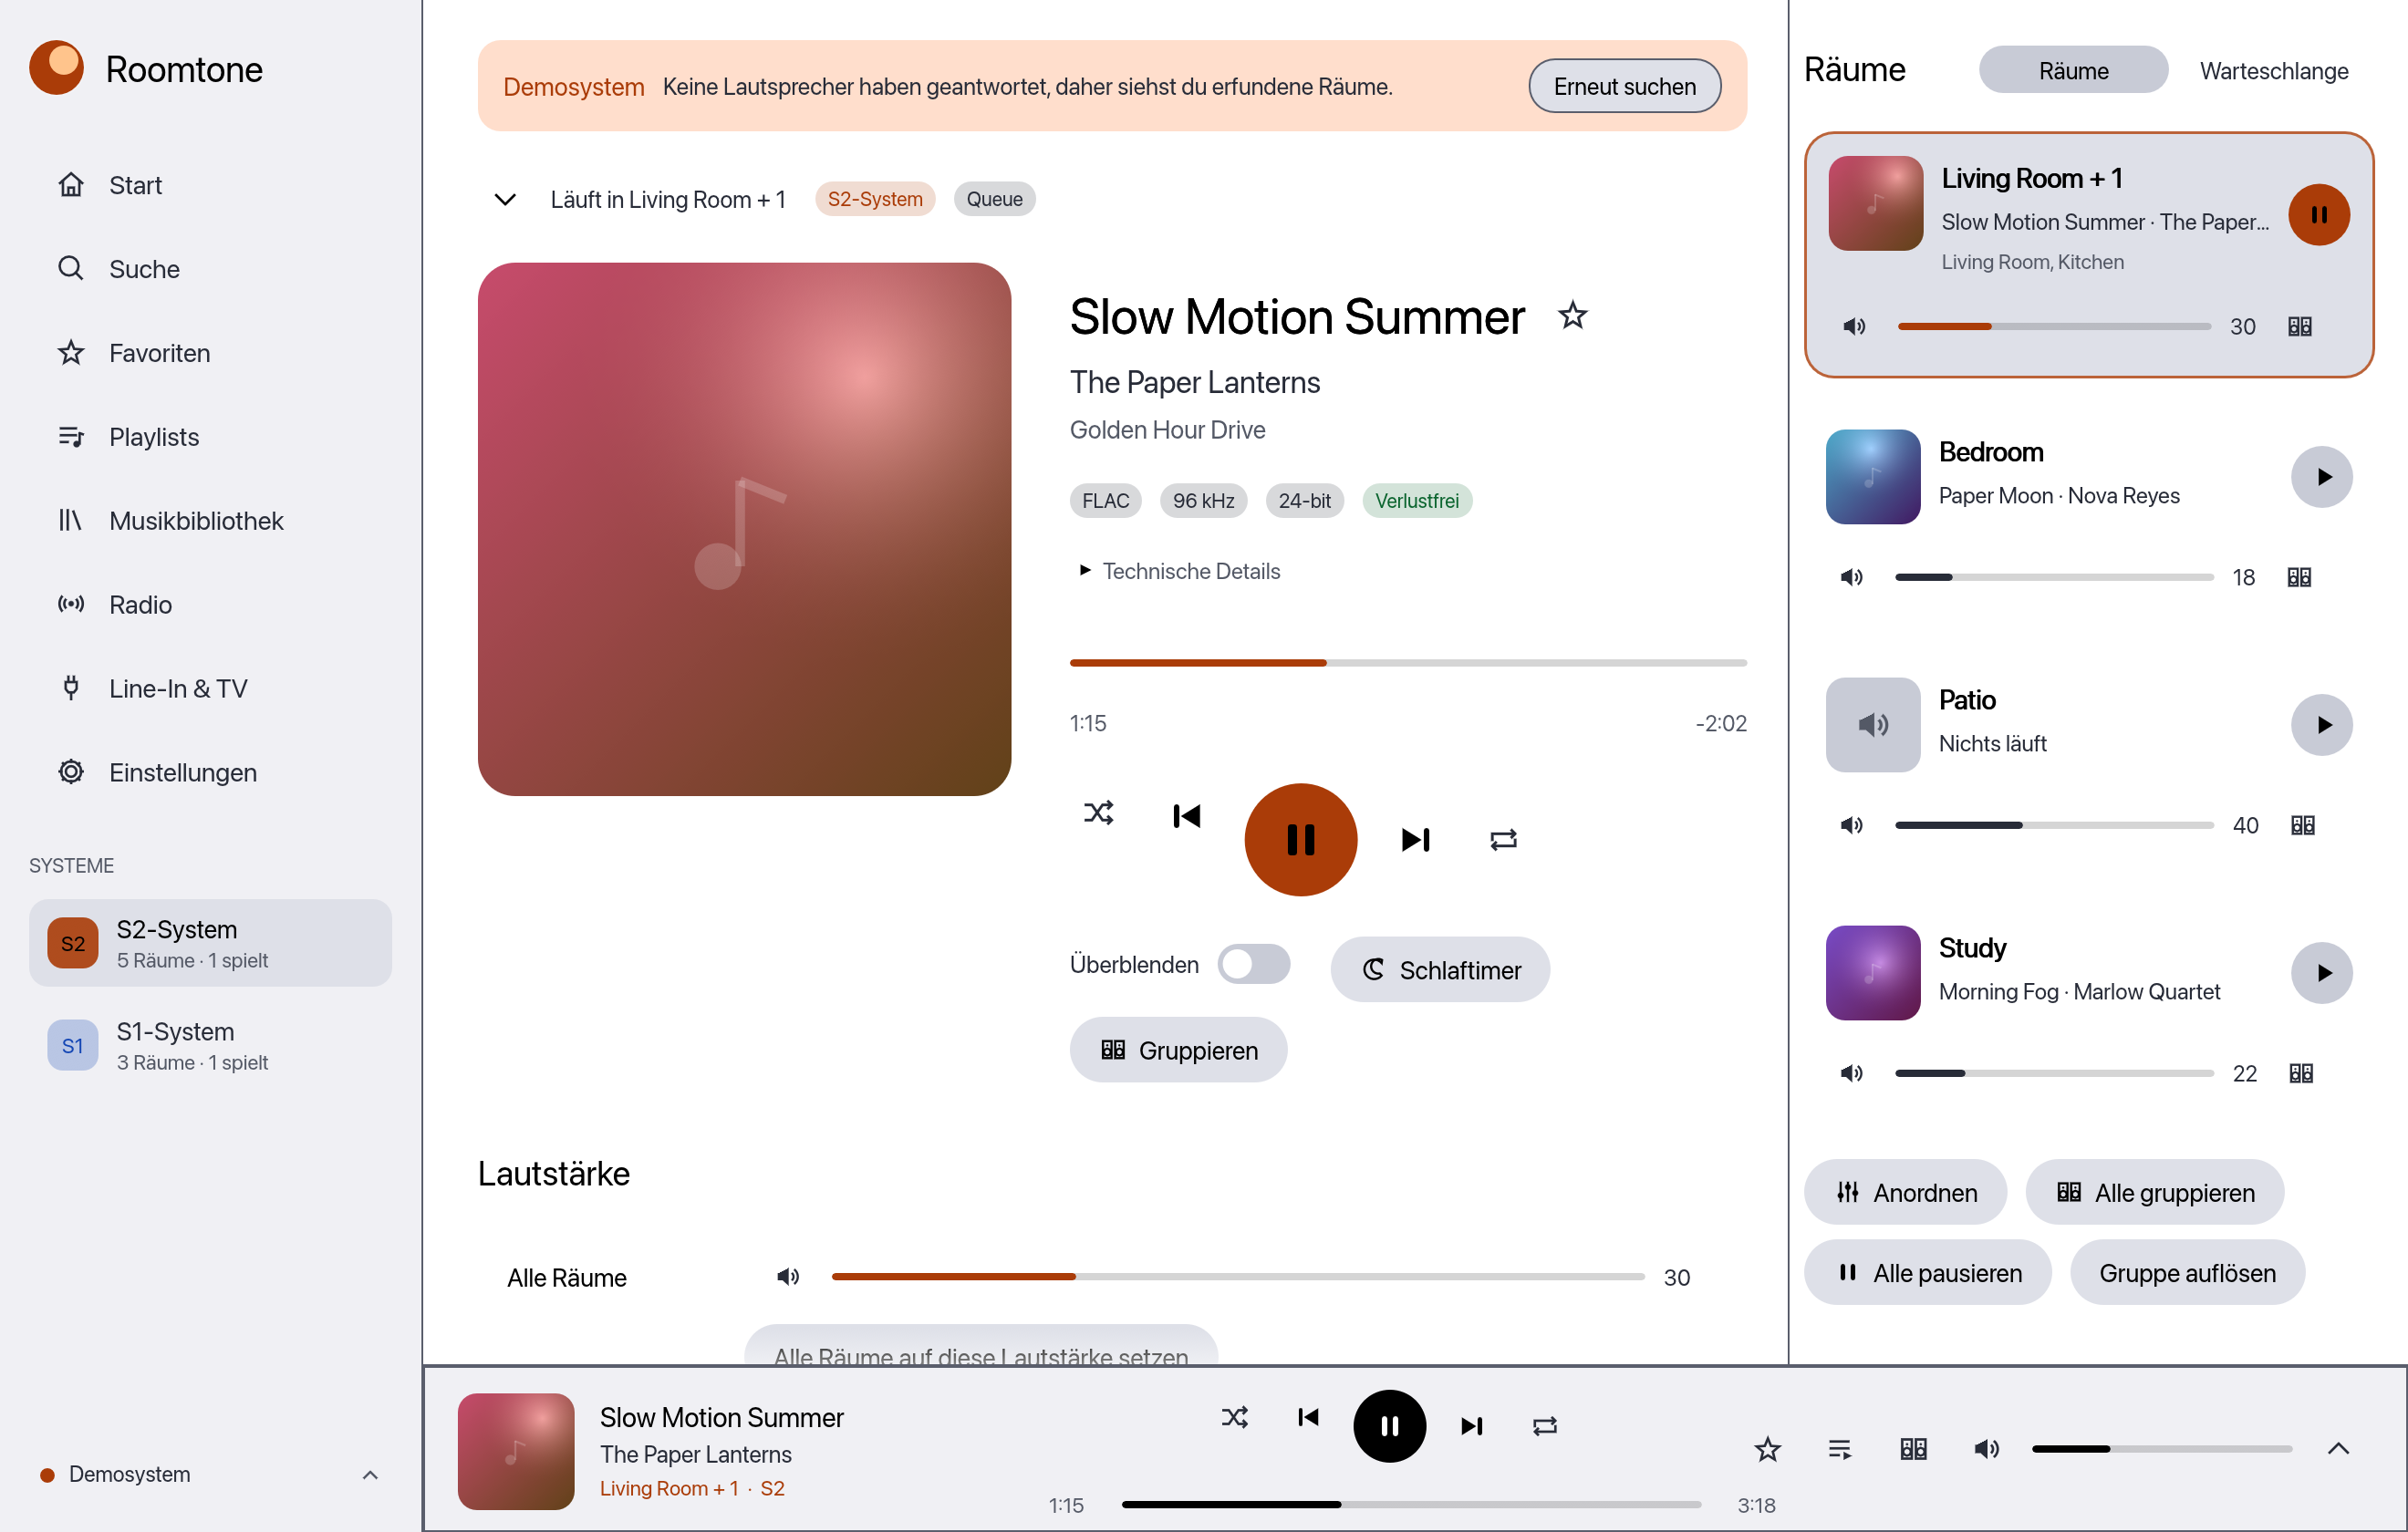 Roomtone
Start
Suche
Favoriten
Playlists
Musikbibliothek
Radio
Line-In & TV
Einstellungen
SYSTEME
S2
S2-System
5 Räume · 1 spielt
S1
S1-System
3 Räume · 1 spielt
Demosystem
Demosystem Keine Lautsprecher haben geantwortet, daher siehst du erfundene Räume. Erneut suchen
Läuft in Living Room + 1 S2-System Queue
Slow Motion Summer
The Paper Lanterns
Golden Hour Drive
FLAC 96 kHz 24-bit Verlustfrei
Technische Details
1:15 -2:02
Überblenden Schlaftimer
Gruppieren
Lautstärke
Alle Räume 30
Alle Räume auf diese Lautstärke setzen
Räume Räume Warteschlange
Living Room + 1
Slow Motion Summer · The Paper...
Living Room, Kitchen
30
Bedroom
Paper Moon · Nova Reyes
18
Patio
Nichts läuft
40
Study
Morning Fog · Marlow Quartet
22
Anordnen Alle gruppieren
Alle pausieren Gruppe auflösen
Slow Motion Summer
The Paper Lanterns
Living Room + 1 · S2
1:15 3:18